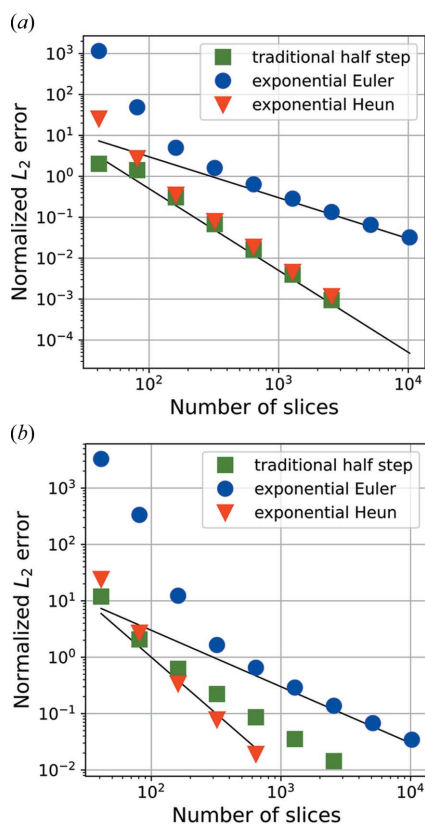 (a)
10³
10²
10¹
10⁰
10⁻¹
10⁻²
10⁻³
10⁻⁴
Normalized L₂ error
traditional half step
exponential Euler
exponential Heun
10² 10³ 10⁴
Number of slices
(b)
10³
10²
10¹
10⁰
10⁻¹
10⁻²
Normalized L₂ error
traditional half step
exponential Euler
exponential Heun
10² 10³ 10⁴
Number of slices